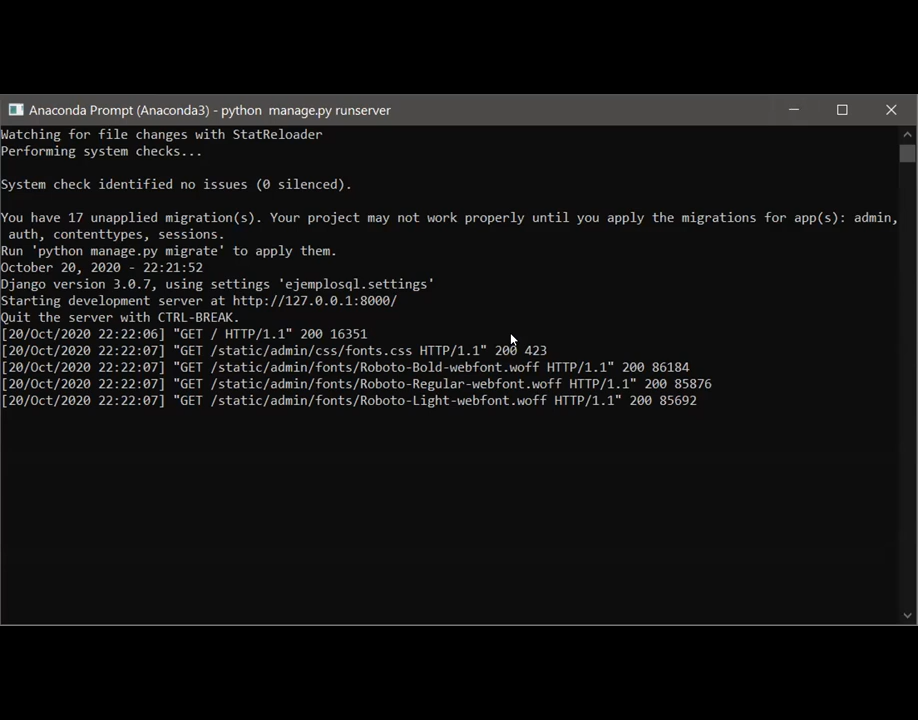 Anaconda Prompt (Anaconda3) - python  manage.py runserver
Watching for file changes with StatReloader
Performing system checks...
System check identified no issues (0 silenced).
You have 17 unapplied migration(s). Your project may not work properly until you apply the migrations for app(s): admin,
 auth, contenttypes, sessions.
Run 'python manage.py migrate' to apply them.
October 20, 2020 - 22:21:52
Django version 3.0.7, using settings 'ejemplosql.settings'
Starting development server at http://127.0.0.1:8000/
Quit the server with CTRL-BREAK.
[20/Oct/2020 22:22:06] "GET / HTTP/1.1" 200 16351
[20/Oct/2020 22:22:07] "GET /static/admin/css/fonts.css HTTP/1.1" 200 423
[20/Oct/2020 22:22:07] "GET /static/admin/fonts/Roboto-Bold-webfont.woff HTTP/1.1" 200 86184
[20/Oct/2020 22:22:07] "GET /static/admin/fonts/Roboto-Regular-webfont.woff HTTP/1.1" 200 85876
[20/Oct/2020 22:22:07] "GET /static/admin/fonts/Roboto-Light-webfont.woff HTTP/1.1" 200 85692